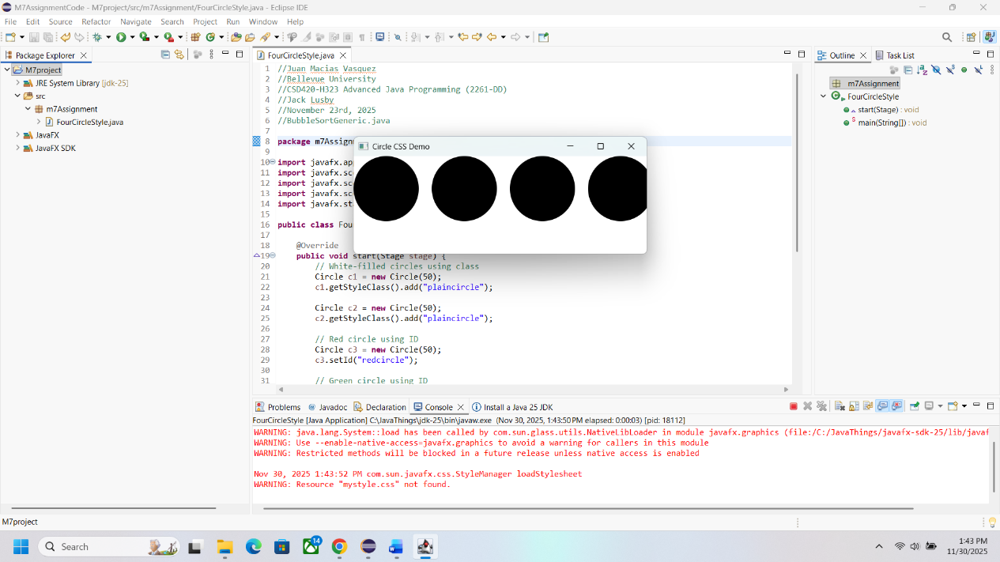 M7AssignmentCode - M7project/src/m7Assignment/FourCircleStyle.java - Eclipse IDE
File Edit Source Refactor Navigate Search Project Run Window Help
Package Explorer
M7project
JRE System Library [jdk-25]
src
m7Assignment
FourCircleStyle.java
JavaFX
JavaFX SDK
FourCircleStyle.java
1 //Juan Macias Vasquez
2 //Bellevue University
3 //CSD420-H323 Advanced Java Programming (2261-DD)
4 //Jack Lusby
5 //November 23rd, 2025
6 //BubbleSortGeneric.java
7
8 package m7Assignm
9
10 import javafx.ap
11 import javafx.sc
12 import javafx.sc
13 import javafx.sc
14 import javafx.st
15
16 public class Fou
17
18 @Override
19 public void start(Stage stage) {
20 // White-filled circles using class
21 Circle c1 = new Circle(50);
22 c1.getStyleClass().add("plaincircle");
23
24 Circle c2 = new Circle(50);
25 c2.getStyleClass().add("plaincircle");
26
27 // Red circle using ID
28 Circle c3 = new Circle(50);
29 c3.setId("redcircle");
30
31 // Green circle using ID
Circle CSS Demo
Outline Task List
m7Assignment
FourCircleStyle
start(Stage) : void
main(String[]) : void
Problems Javadoc Declaration Console Install a Java 25 JDK
FourCircleStyle [Java Application] C:\JavaThings\jdk-25\bin\javaw.exe (Nov 30, 2025, 1:43:50 PM elapsed: 0:00:03) [pid: 18112]
WARNING: java.lang.System::load has been called by com.sun.glass.utils.NativeLibLoader in module javafx.graphics (file:/C:/JavaThings/javafx-sdk-25/lib/javaf
WARNING: Use --enable-native-access=javafx.graphics to avoid a warning for callers in this module
WARNING: Restricted methods will be blocked in a future release unless native access is enabled
Nov 30, 2025 1:43:52 PM com.sun.javafx.css.StyleManager loadStylesheet
WARNING: Resource "mystyle.css" not found.
M7project
Search
14
1:43 PM
11/30/2025